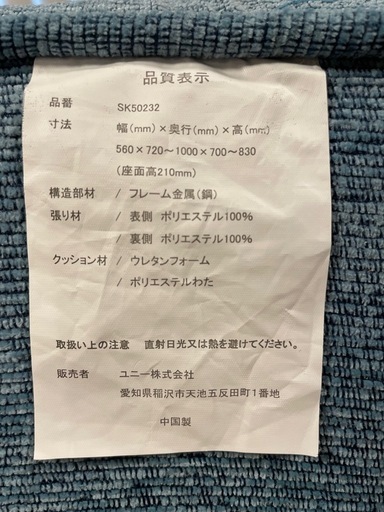 品質表示
品番 SK50232
寸法 幅(mm)×奥行(mm)×高(mm)
560×720~1000×700~830
(座面高210mm)
構造部材 / フレーム金属(鋼)
張り材 / 表側 ポリエステル100%
/ 裏側 ポリエステル100%
クッション材 / ウレタンフォーム
/ ポリエステルわた
取扱い上の注意 直射日光又は熱を避けてください。
販売者 ユニー株式会社
愛知県稲沢市天池五反田町1番地
中国製